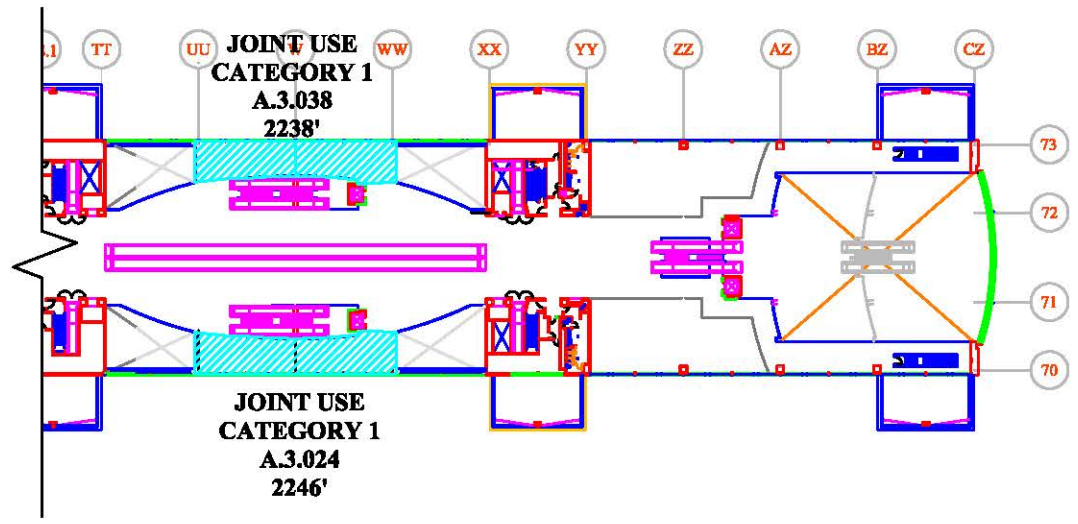 TT
UU
W
WW
XX
YY
ZZ
AZ
BZ
CZ
JOINT USE
CATEGORY 1
A.3.038
2238'
73
72
71
70
JOINT USE
CATEGORY 1
A.3.024
2246'